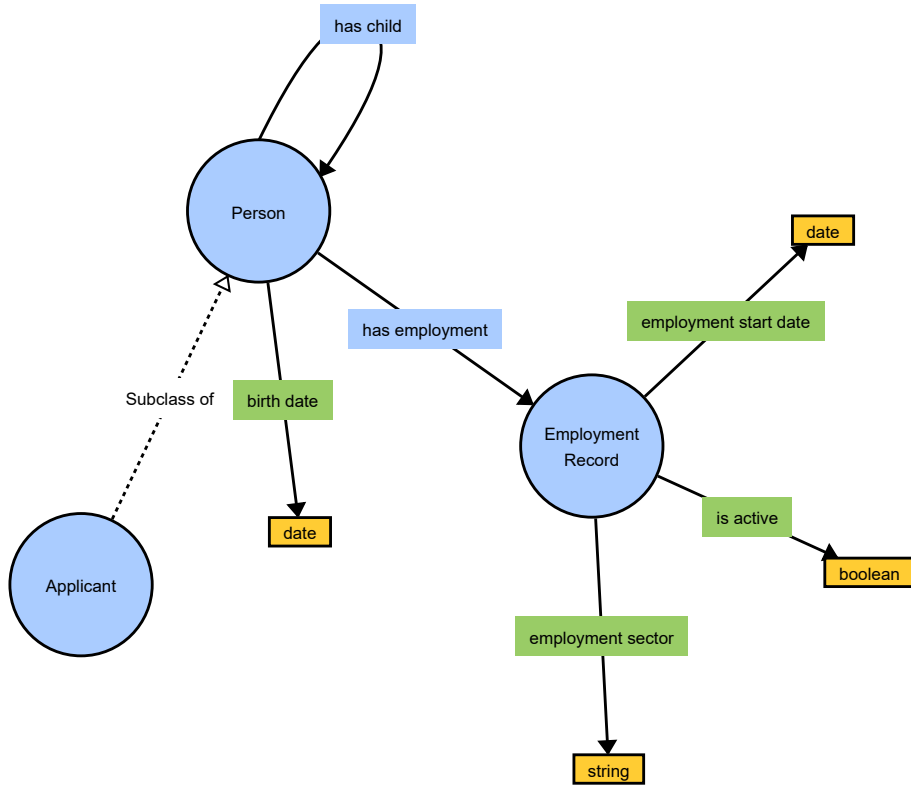 has child
Person
date
employment start date
has employment
Subclass of
birth date
Employment
Record
is active
date
boolean
Applicant
employment sector
string